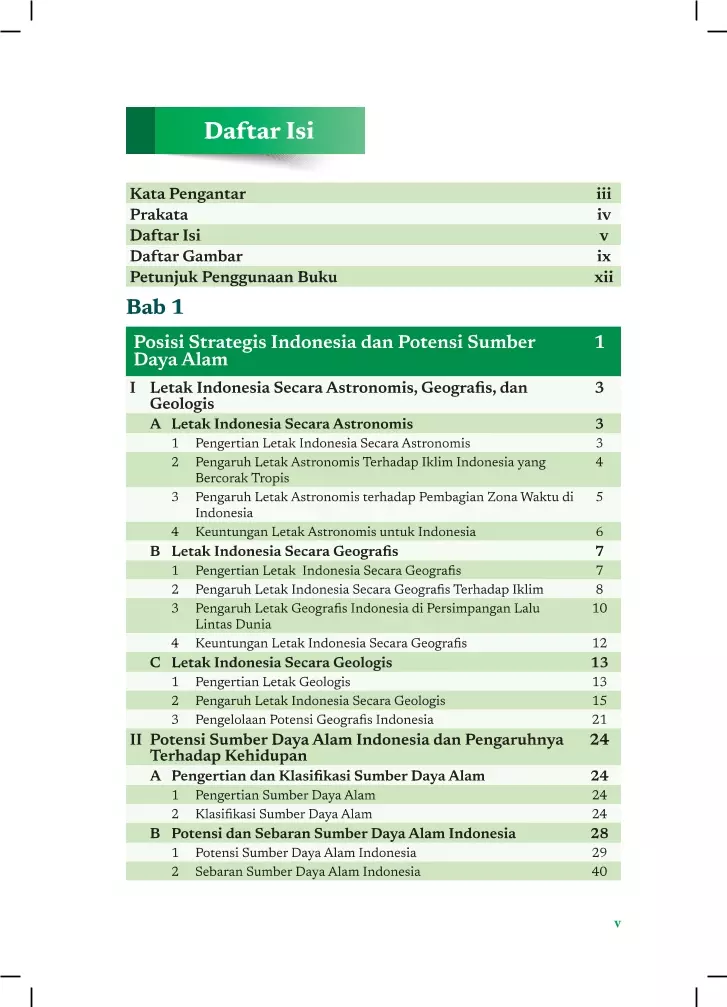 Daftar Isi
Kata Pengantar iii
Prakata iv
Daftar Isi v
Daftar Gambar ix
Petunjuk Penggunaan Buku xii
Bab 1
Posisi Strategis Indonesia dan Potensi Sumber 1
Daya Alam
I Letak Indonesia Secara Astronomis, Geografis, dan 3
Geologis
A Letak Indonesia Secara Astronomis 3
1 Pengertian Letak Indonesia Secara Astronomis 3
2 Pengaruh Letak Astronomis Terhadap Iklim Indonesia yang 4
Bercorak Tropis
3 Pengaruh Letak Astronomis terhadap Pembagian Zona Waktu di 5
Indonesia
4 Keuntungan Letak Astronomis untuk Indonesia 6
B Letak Indonesia Secara Geografis 7
1 Pengertian Letak Indonesia Secara Geografis 7
2 Pengaruh Letak Indonesia Secara Geografis Terhadap Iklim 8
3 Pengaruh Letak Geografis Indonesia di Persimpangan Lalu 10
Lintas Dunia
4 Keuntungan Letak Indonesia Secara Geografis 12
C Letak Indonesia Secara Geologis 13
1 Pengertian Letak Geologis 13
2 Pengaruh Letak Indonesia Secara Geologis 15
3 Pengelolaan Potensi Geografis Indonesia 21
II Potensi Sumber Daya Alam Indonesia dan Pengaruhnya 24
Terhadap Kehidupan
A Pengertian dan Klasifikasi Sumber Daya Alam 24
1 Pengertian Sumber Daya Alam 24
2 Klasifikasi Sumber Daya Alam 24
B Potensi dan Sebaran Sumber Daya Alam Indonesia 28
1 Potensi Sumber Daya Alam Indonesia 29
2 Sebaran Sumber Daya Alam Indonesia 40
v